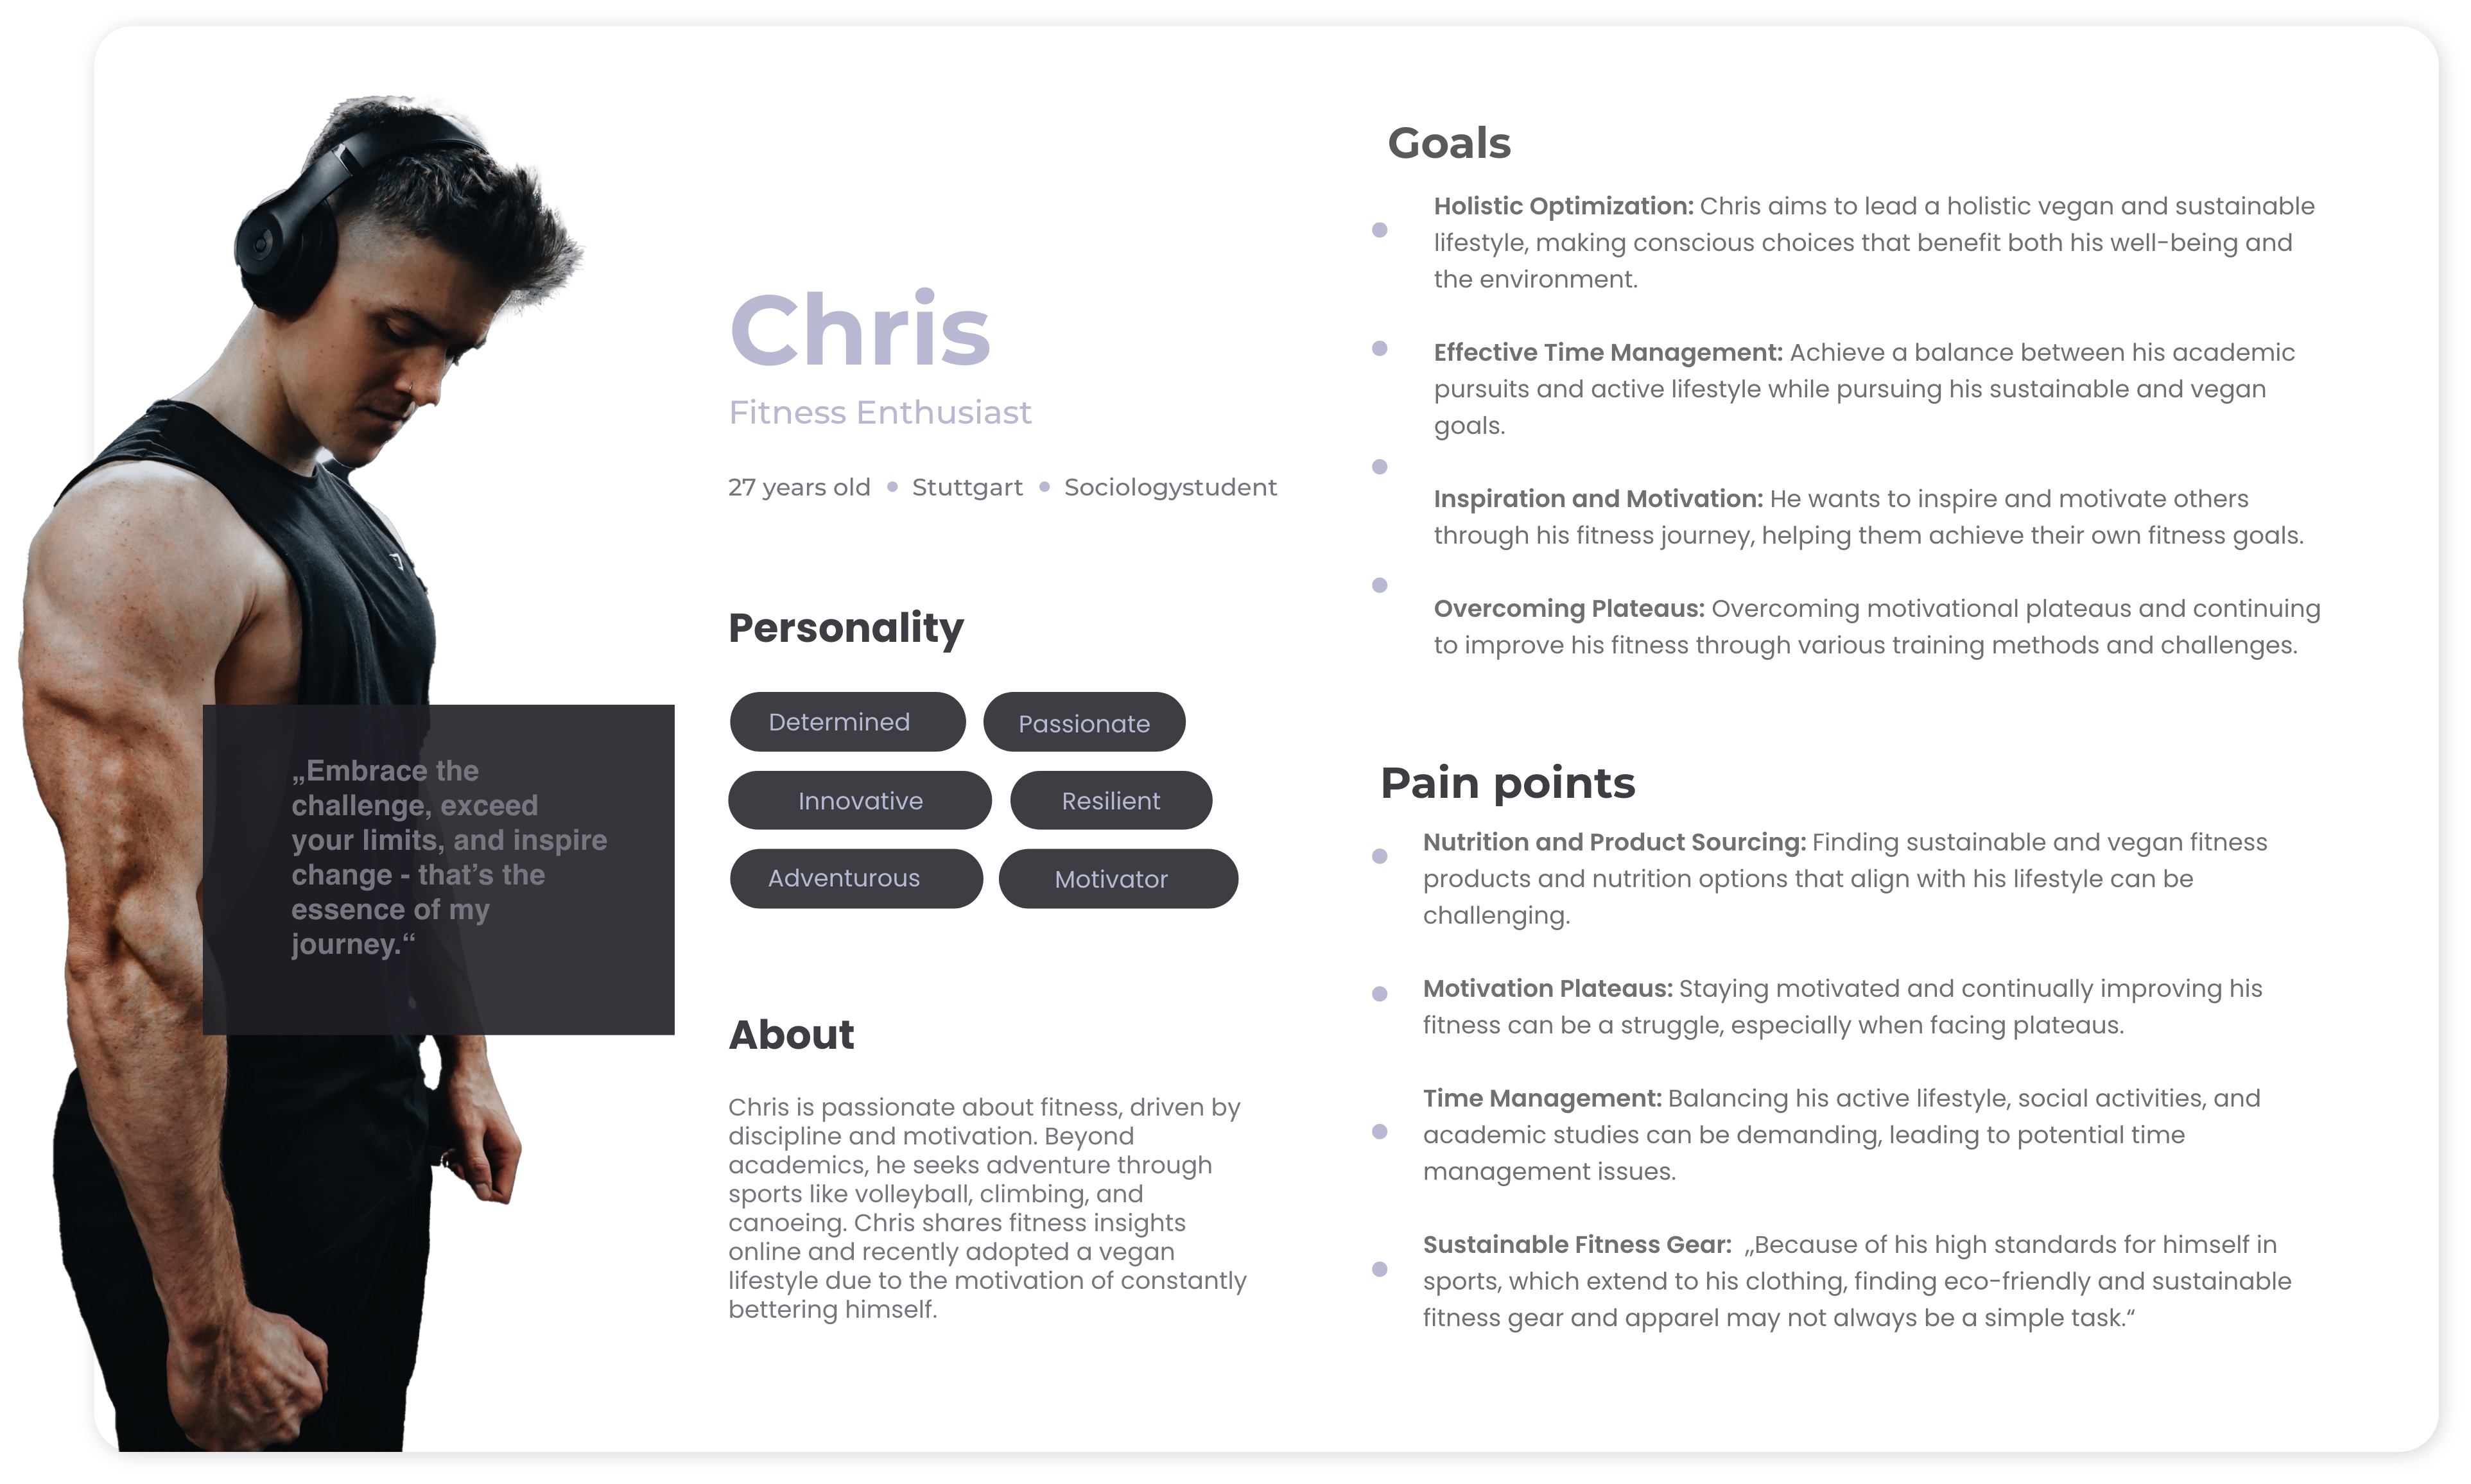 Chris
Fitness Enthusiast
27 years old • Stuttgart • Sociologystudent
Personality
Determined
Passionate
Innovative
Resilient
Adventurous
Motivator
About
Chris is passionate about fitness, driven by
discipline and motivation. Beyond
academics, he seeks adventure through
sports like volleyball, climbing, and
canoeing. Chris shares fitness insights
online and recently adopted a vegan
lifestyle due to the motivation of constantly
bettering himself.
„Embrace the
challenge, exceed
your limits, and inspire
change - that’s the
essence of my
journey.“
Goals
Holistic Optimization: Chris aims to lead a holistic vegan and sustainable
lifestyle, making conscious choices that benefit both his well-being and
the environment.
Effective Time Management: Achieve a balance between his academic
pursuits and active lifestyle while pursuing his sustainable and vegan
goals.
Inspiration and Motivation: He wants to inspire and motivate others
through his fitness journey, helping them achieve their own fitness goals.
Overcoming Plateaus: Overcoming motivational plateaus and continuing
to improve his fitness through various training methods and challenges.
Pain points
Nutrition and Product Sourcing: Finding sustainable and vegan fitness
products and nutrition options that align with his lifestyle can be
challenging.
Motivation Plateaus: Staying motivated and continually improving his
fitness can be a struggle, especially when facing plateaus.
Time Management: Balancing his active lifestyle, social activities, and
academic studies can be demanding, leading to potential time
management issues.
Sustainable Fitness Gear: „Because of his high standards for himself in
sports, which extend to his clothing, finding eco-friendly and sustainable
fitness gear and apparel may not always be a simple task.“